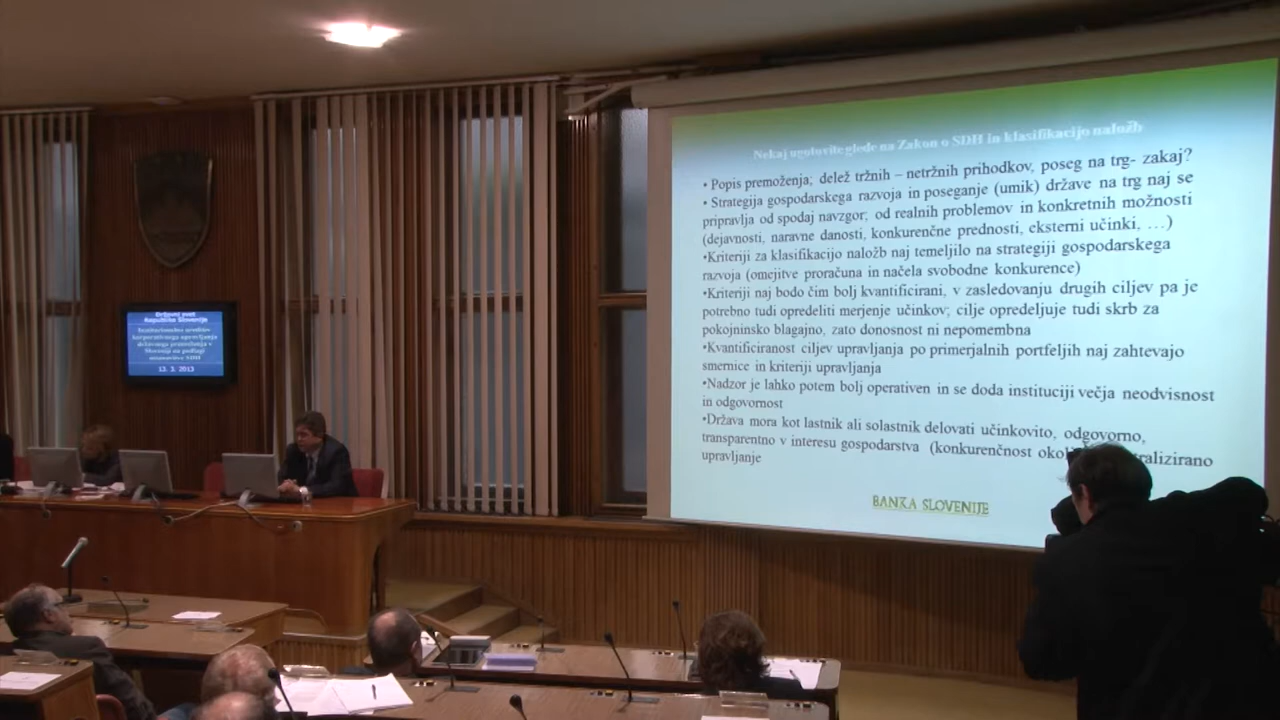 Državni svet
Republike Slovenije
korporativnega upravljanja
državnega premoženja v
Sloveniji na podlagi
13. 3. 2013
Nekaj ugotovitev glede na Zakon o SDH in klasifikacijo naložb
• Popis premoženja; delež tržnih – netržnih prihodkov, poseg na trg- zakaj?
• Strategija gospodarskega razvoja in poseganje (umik) države na trg naj se
pripravlja od spodaj navzgor; od realnih problemov in konkretnih možnosti
(dejavnosti, naravne danosti, konkurenčne prednosti, eksterni učinki, …)
•Kriteriji za klasifikacijo naložb naj temeljilo na strategiji gospodarskega
razvoja (omejitve proračuna in načela svobodne konkurence)
•Kriteriji naj bodo čim bolj kvantificirani, v zasledovanju drugih ciljev pa je
potrebno tudi opredeliti merjenje učinkov; cilje opredeljuje tudi skrb za
pokojninsko blagajno, zato donosnost ni nepomembna
•Kvantificiranost ciljev upravljanja po primerjalnih portfeljih naj zahtevajo
smernice in kriteriji upravljanja
•Nadzor je lahko potem bolj operativen in se doda instituciji večja neodvisnost
in odgovornost
•Država mora kot lastnik ali solastnik delovati učinkovito, odgovorno,
transparentno v interesu gospodarstva (konkurenčnost
upravljanje
BANKA SLOVENIJE